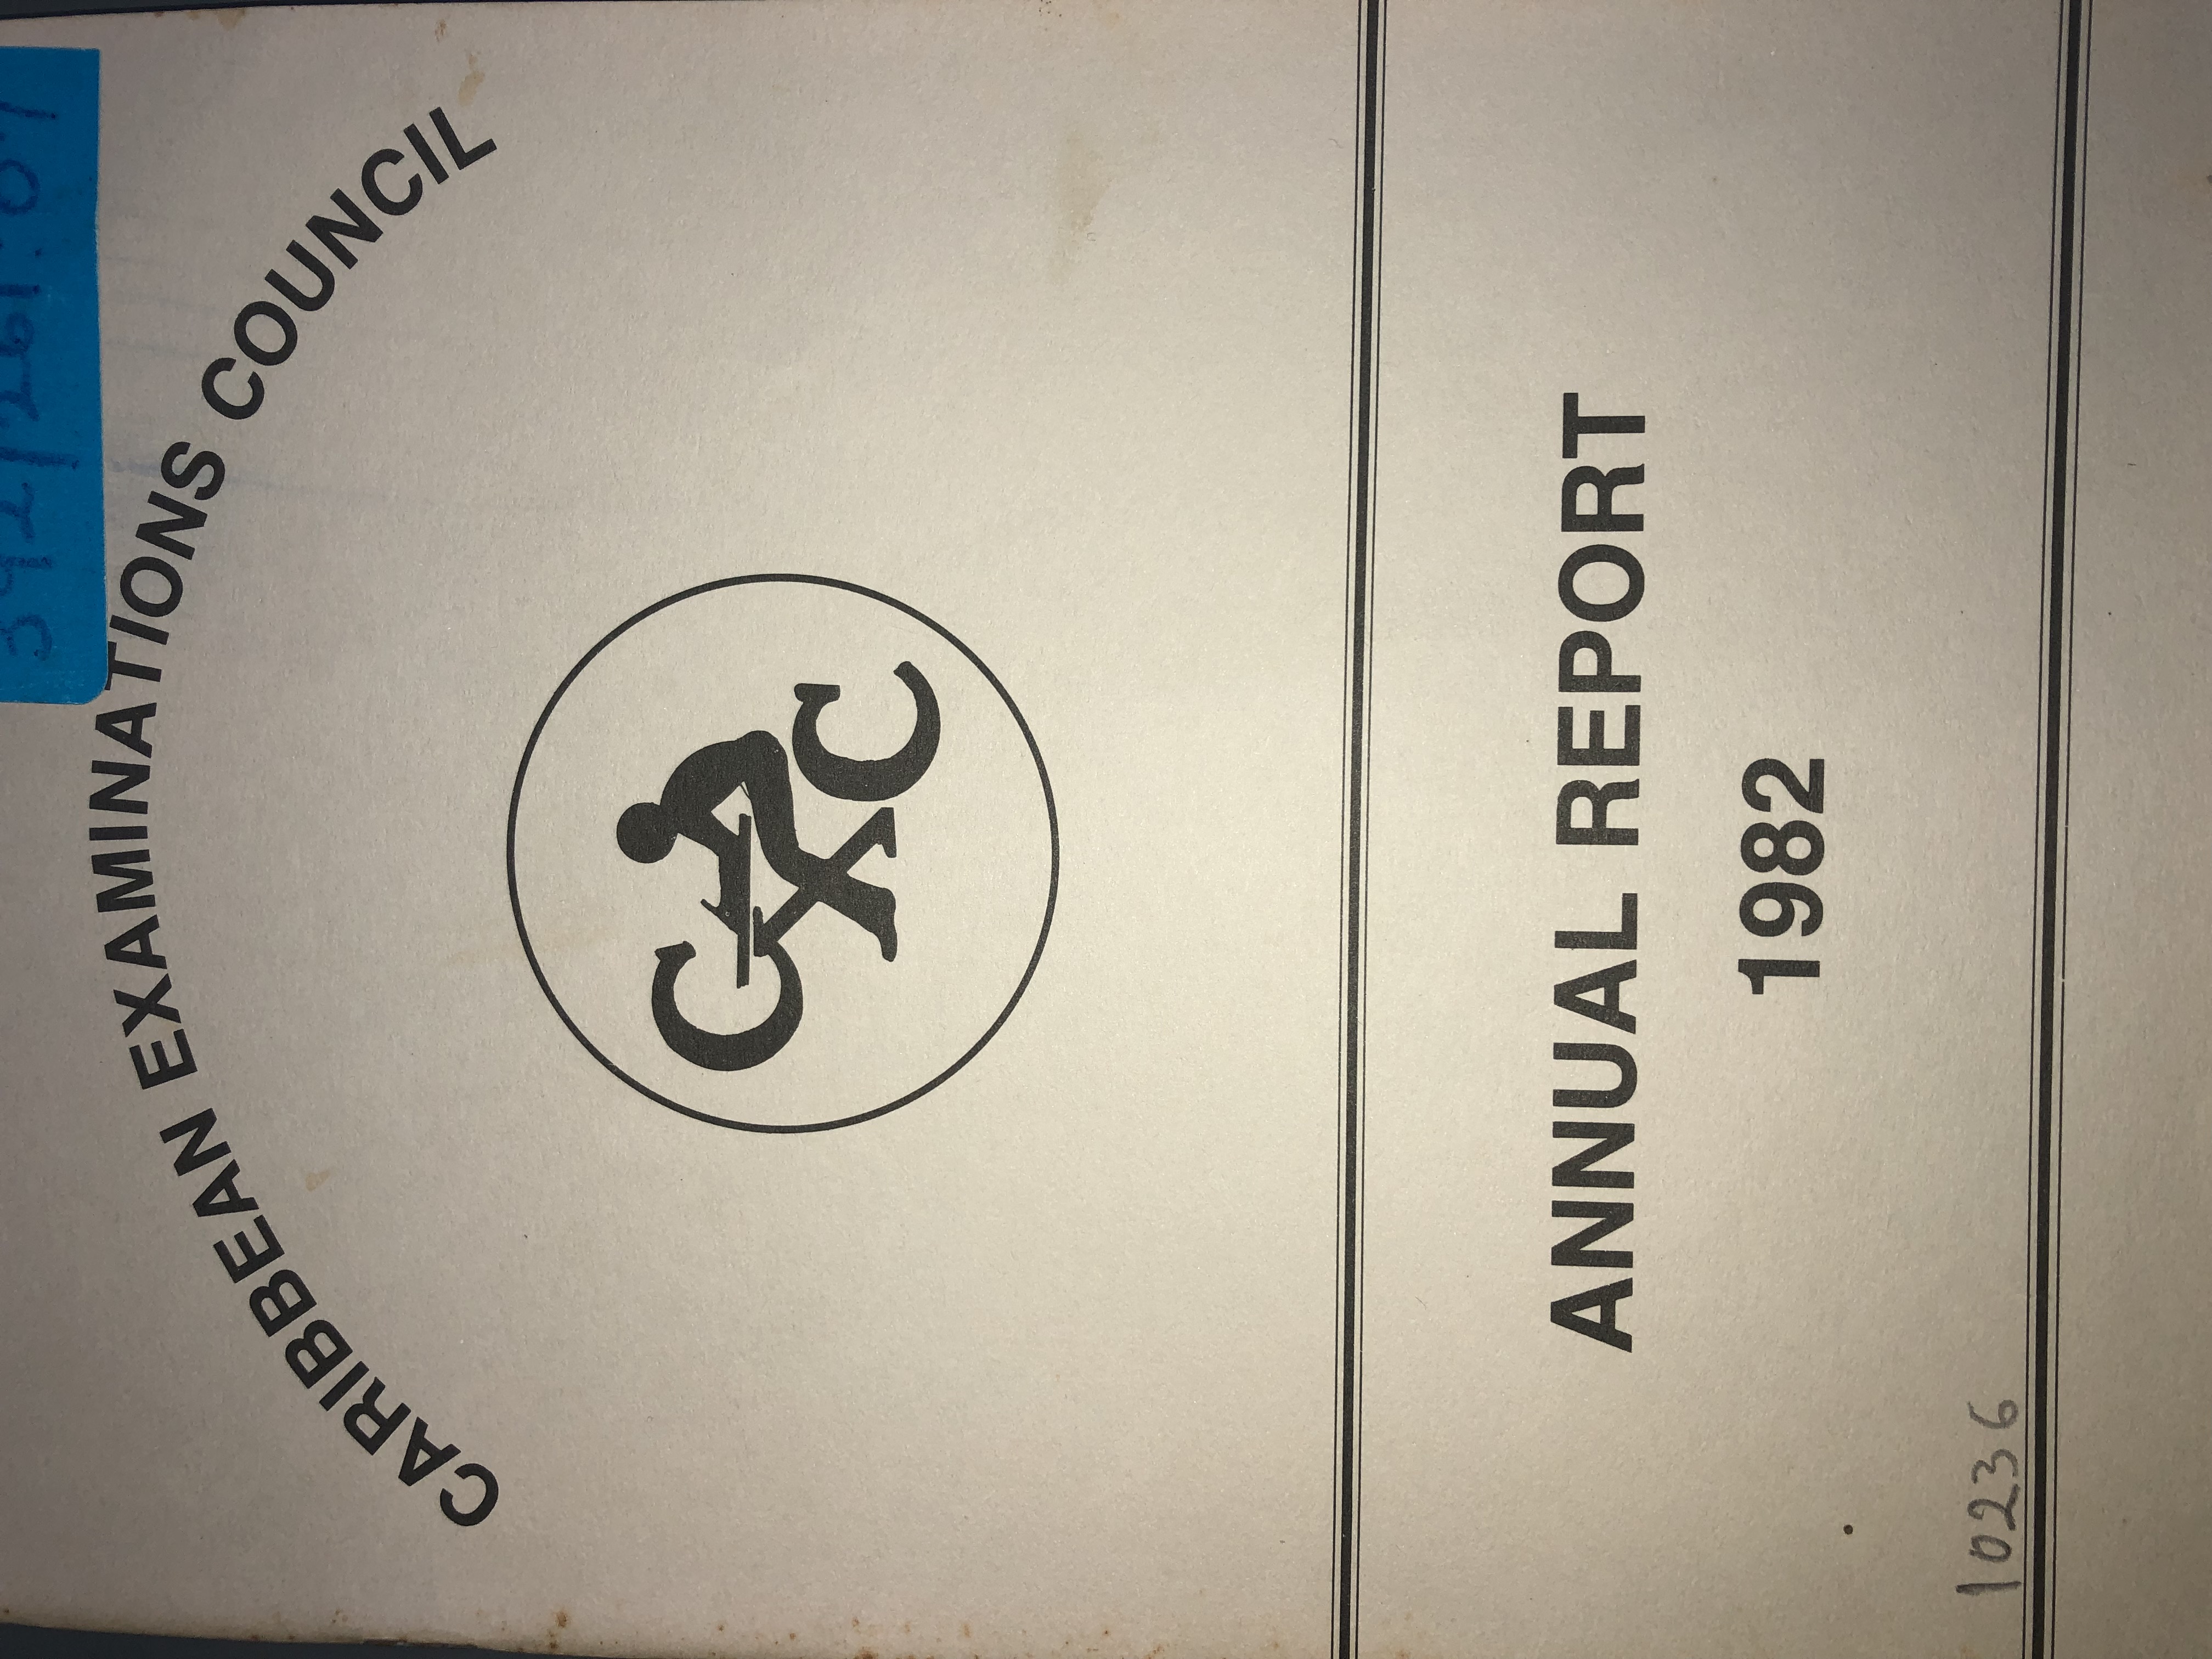 CARIBBEAN EXAMINATIONS COUNCIL
CXC
ANNUAL REPORT
1982
10236